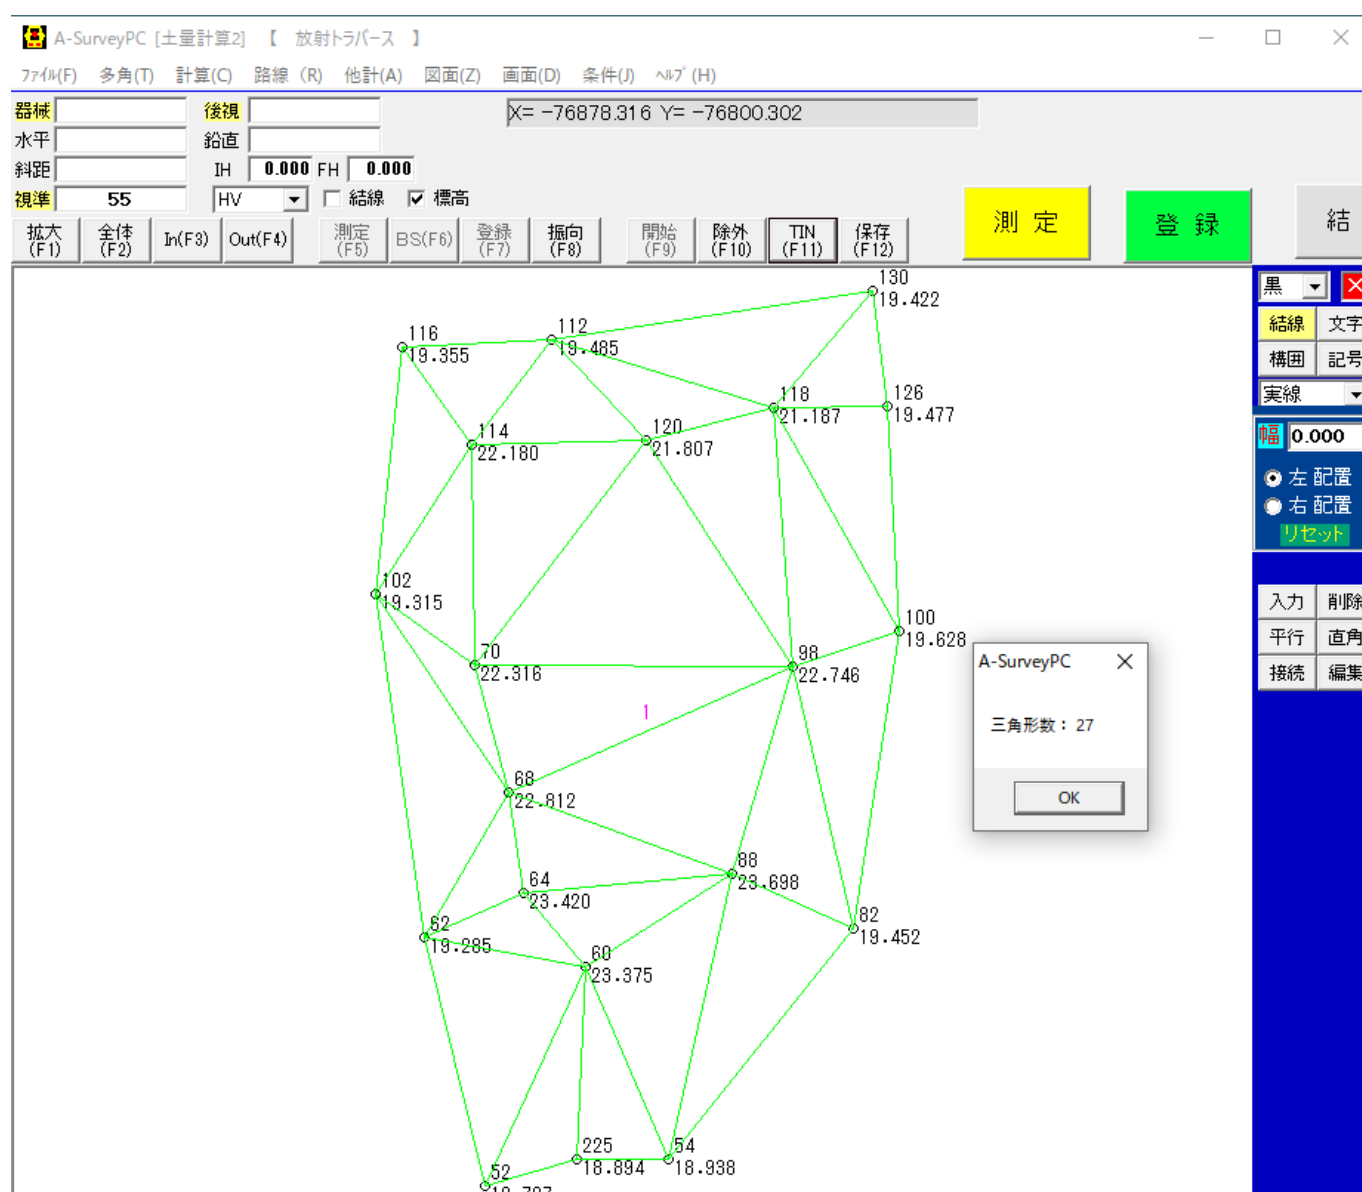 A-SurveyPC [土量計算2] 【 放射トラバース 】
ファイル(F) 多角(T) 計算(C) 路線 (R) 他計(A) 図面(Z) 画面(D) 条件(J) ヘルプ(H)
器械 後視 X= -76878.316 Y= -76800.302
水平 鉛直
斜距 IH 0.000 FH 0.000
視準 55 HV 結線 標高
拡大 (F1) 全体 (F2) In(F3) Out(F4) 測定 (F5) BS(F6) 登録 (F7) 振向 (F8) 開始 (F9) 除外 (F10) TIN (F11) 保存 (F12) 測 定 登 録 結
130
19.422
黒
116
19.355
112
19.485
結線 文字
構囲 記号
実線
118
21.187
126
19.477
114
22.180
120
21.807
幅 0.000
左 配置
右 配置
リセット
102
19.315
入力 削除
100
19.628
平行 直角
70
22.316
98
22.746
接続 編集
A-SurveyPC
三角形数: 27
OK
1
68
22.812
88
23.698
64
23.420
62
19.285
82
19.452
60
23.375
225
18.894
54
18.938
52